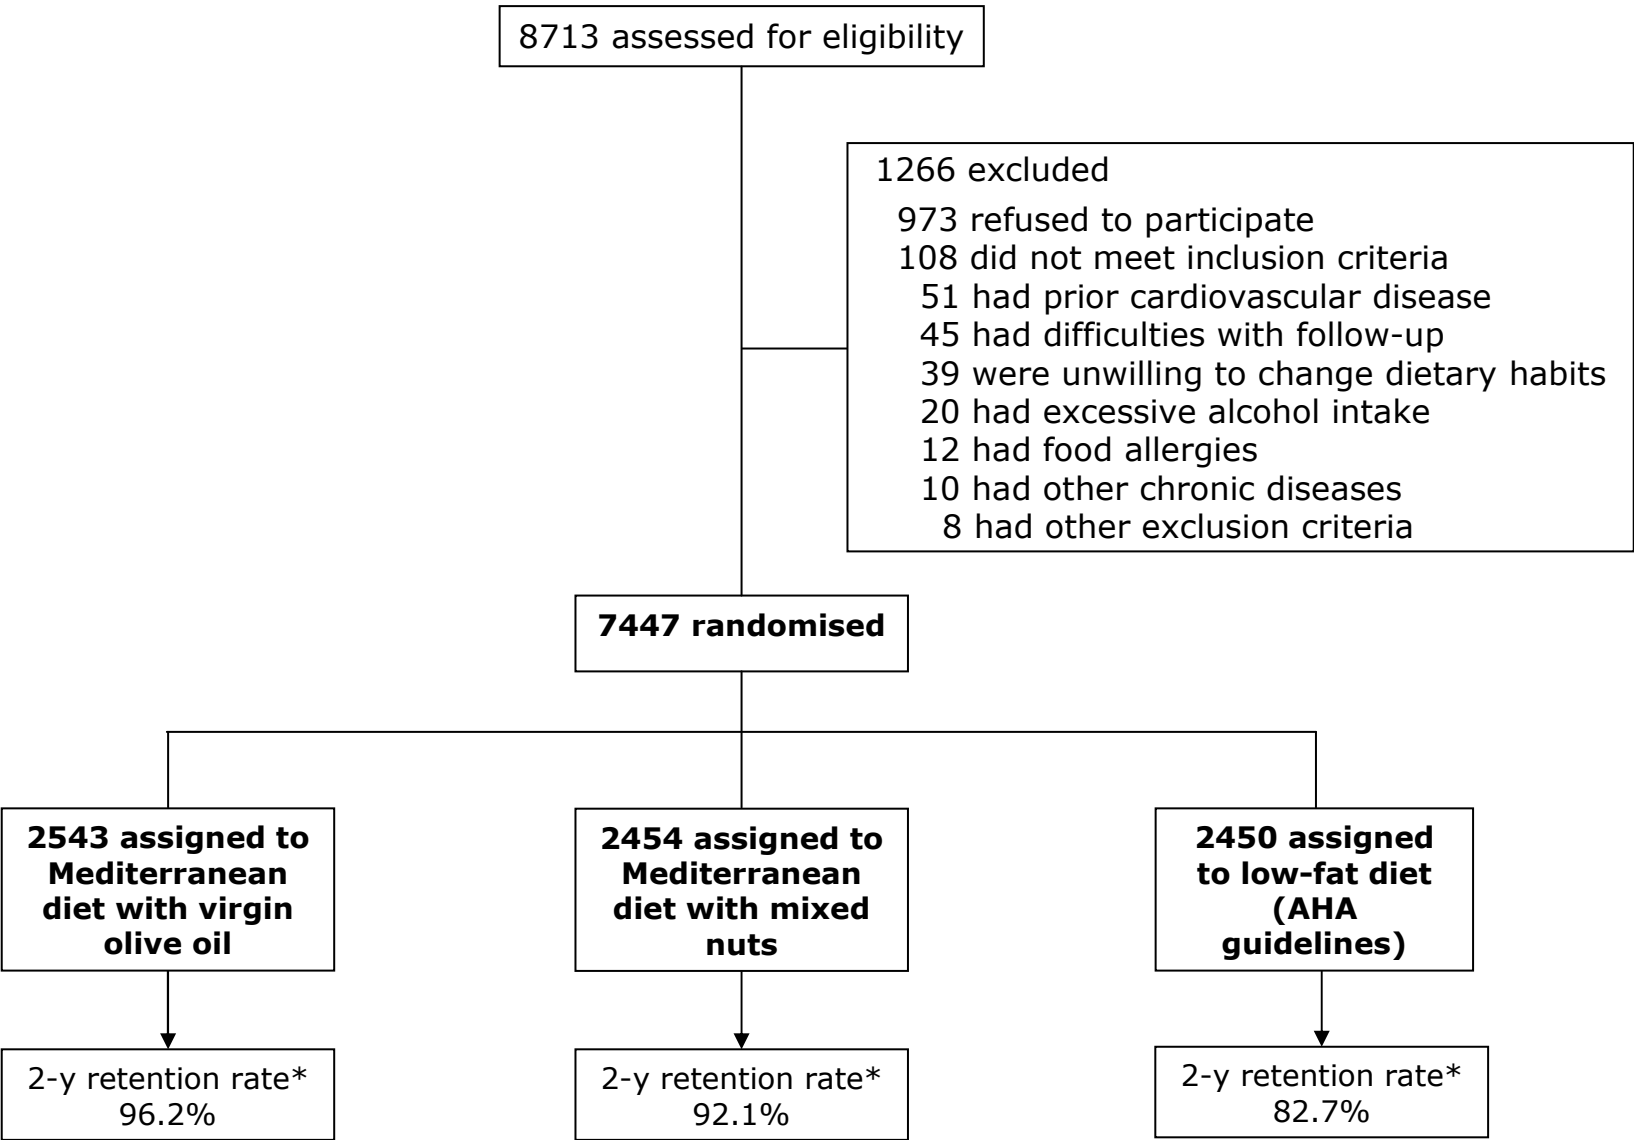 8713 assessed for eligibility
1266 excluded
973 refused to participate
108 did not meet inclusion criteria
51 had prior cardiovascular disease
45 had difficulties with follow-up
39 were unwilling to change dietary habits
20 had excessive alcohol intake
12 had food allergies
10 had other chronic diseases
8 had other exclusion criteria
7447 randomised
2543 assigned to
Mediterranean
diet with virgin
olive oil
2454 assigned to
Mediterranean
diet with mixed
nuts
2450 assigned
to low-fat diet
(AHA
guidelines)
2-y retention rate*
96.2%
2-y retention rate*
92.1%
2-y retention rate*
82.7%